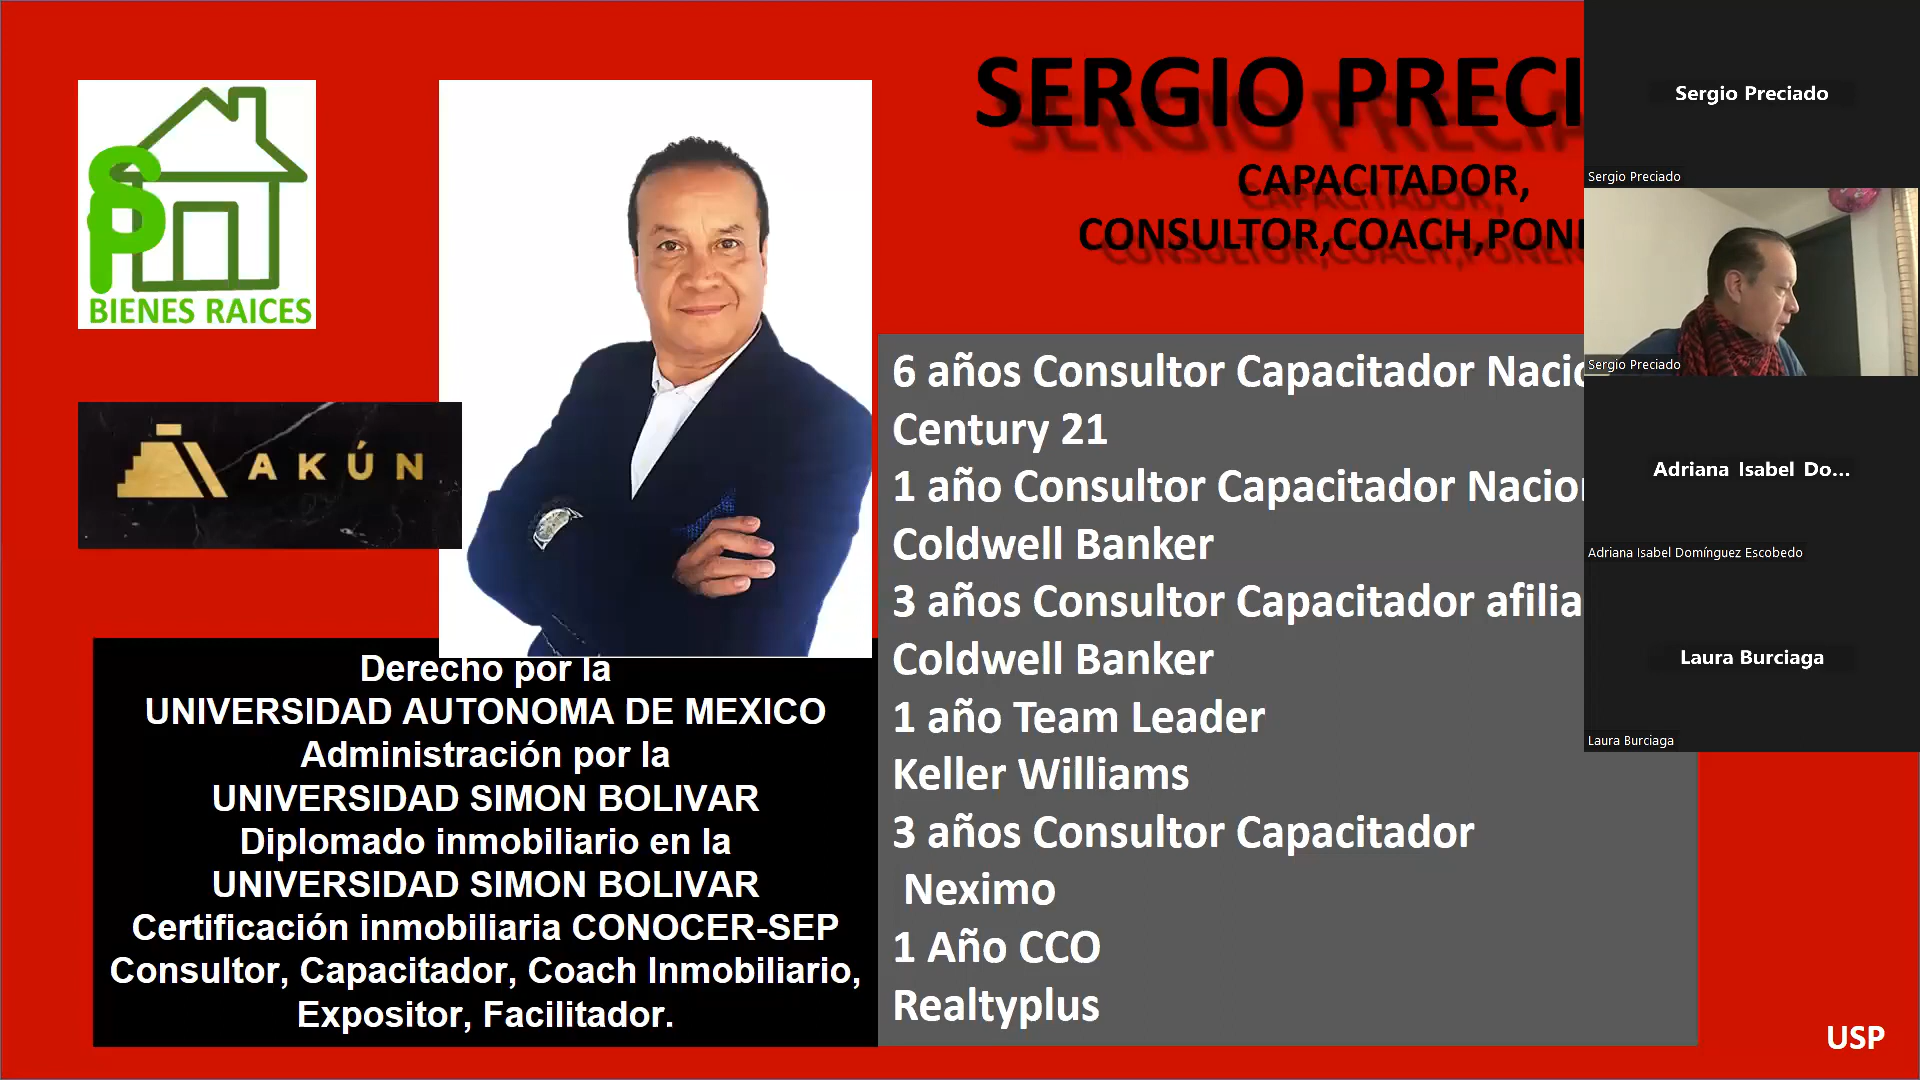 SERGIO PRECI
CAPACITADOR,
CONSULTOR,COACH,PON
SP
BIENES RAICES
AKÚN
Derecho por la
UNIVERSIDAD AUTONOMA DE MEXICO
Administración por la
UNIVERSIDAD SIMON BOLIVAR
Diplomado inmobiliario en la
UNIVERSIDAD SIMON BOLIVAR
Certificación inmobiliaria CONOCER-SEP
Consultor, Capacitador, Coach Inmobiliario,
Expositor, Facilitador.
6 años Consultor Capacitador Nacio
Century 21
1 año Consultor Capacitador Nacion
Coldwell Banker
3 años Consultor Capacitador afilia
Coldwell Banker
1 año Team Leader
Keller Williams
3 años Consultor Capacitador
Neximo
1 Año CCO
Realtyplus
USP
Sergio Preciado
Sergio Preciado
Sergio Preciado
Adriana Isabel Do...
Adriana Isabel Domínguez Escobedo
Laura Burciaga
Laura Burciaga